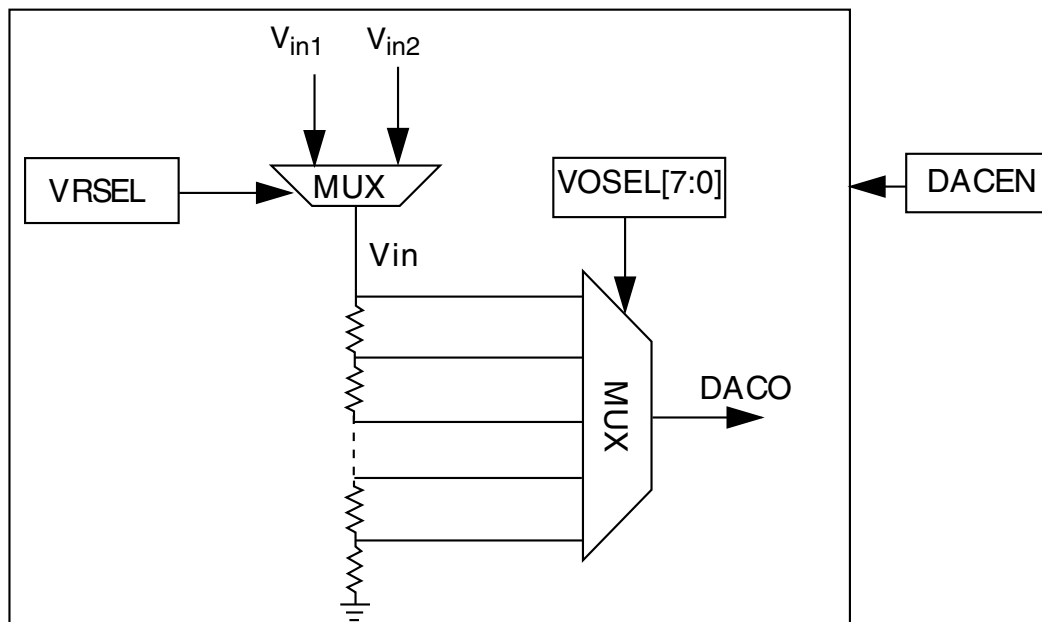 Vin1
Vin2
VRSEL
MUX
VOSEL[7:0]
DACEN
Vin
MUX
DACO